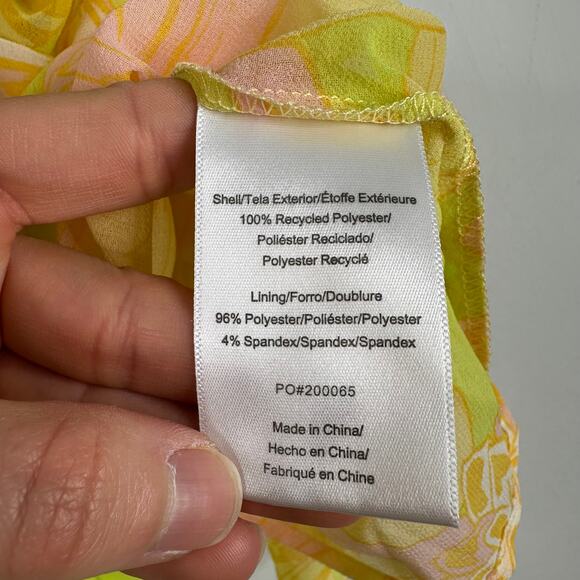 Shell/Tela Exterior/Étoffe Extérieure
100% Recycled Polyester/
Poliéster Reciclado/
Polyester Recyclé
Lining/Forro/Doublure
96% Polyester/Poliéster/Polyester
4% Spandex/Spandex/Spandex
PO#200065
Made in China/
Hecho en China/
Fabriqué en Chine